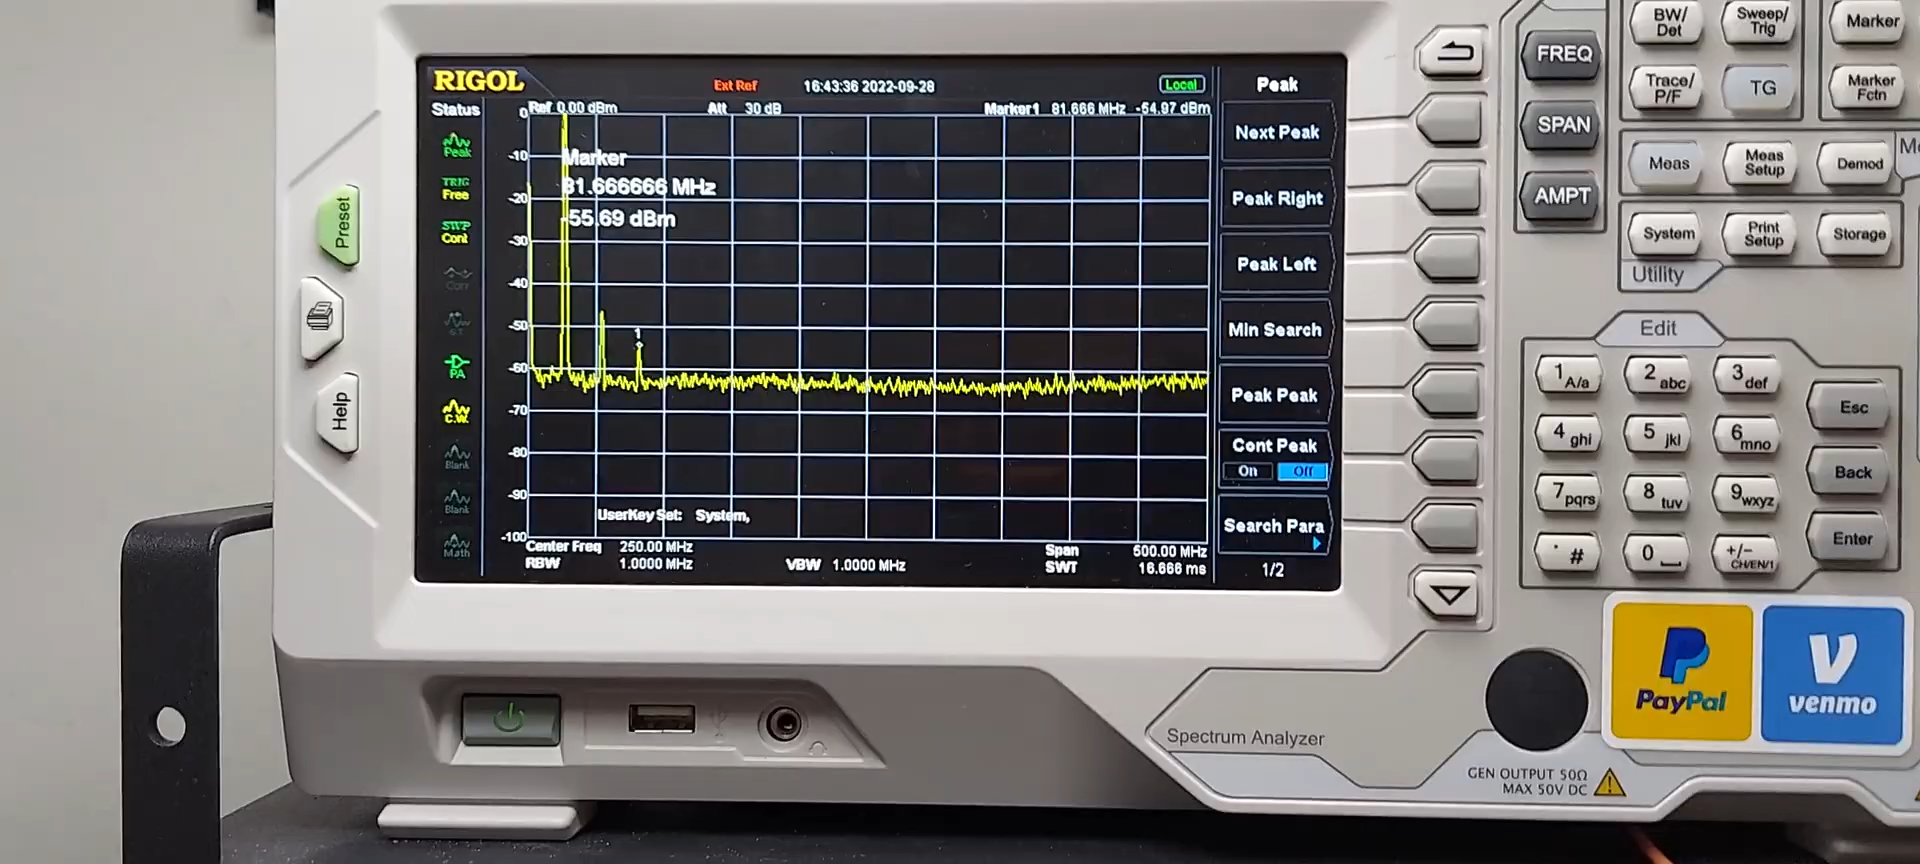 RIGOL
Ext Ref
16:43:36 2022-09-28
Local
Status
Ref 0.00 dBm
Att 30 dB
Marker1 81.666 MHz -54.97 dBm
Peak
TRIG
Free
SWP
Cont
Corr
PA
C.W.
Blank
Blank
Math
0
-10
-20
-30
-40
-50
-60
-70
-80
-90
-100
Marker
81.666666 MHz
-55.69 dBm
1
UserKey Set: System,
Center Freq 250.00 MHz
RBW 1.0000 MHz
VBW 1.0000 MHz
Span 500.00 MHz
SWT 16.666 ms
Peak
Next Peak
Peak Right
Peak Left
Min Search
Peak Peak
Cont Peak
On Off
Search Para
1/2
Preset
Help
FREQ
SPAN
AMPT
BW/
Det
Sweep/
Trig
Marker
Trace/
P/F
TG
Marker
Fctn
Meas
Meas
Setup
Demod
System
Print
Setup
Storage
Utility
Edit
1 A/a
2 abc
3 def
4 ghi
5 jkl
6 mno
7 pqrs
8 tuv
9 wxyz
. #
0
+/-
CH/EN/1
Esc
Back
Enter
PayPal
venmo
Spectrum Analyzer
GEN OUTPUT 50Ω
MAX 50V DC